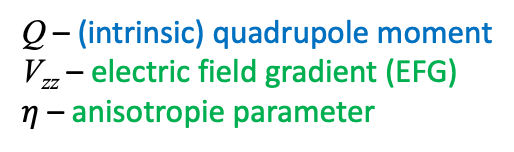 Q – (intrinsic) quadrupole moment
Vzz – electric field gradient (EFG)
η – anisotropie parameter